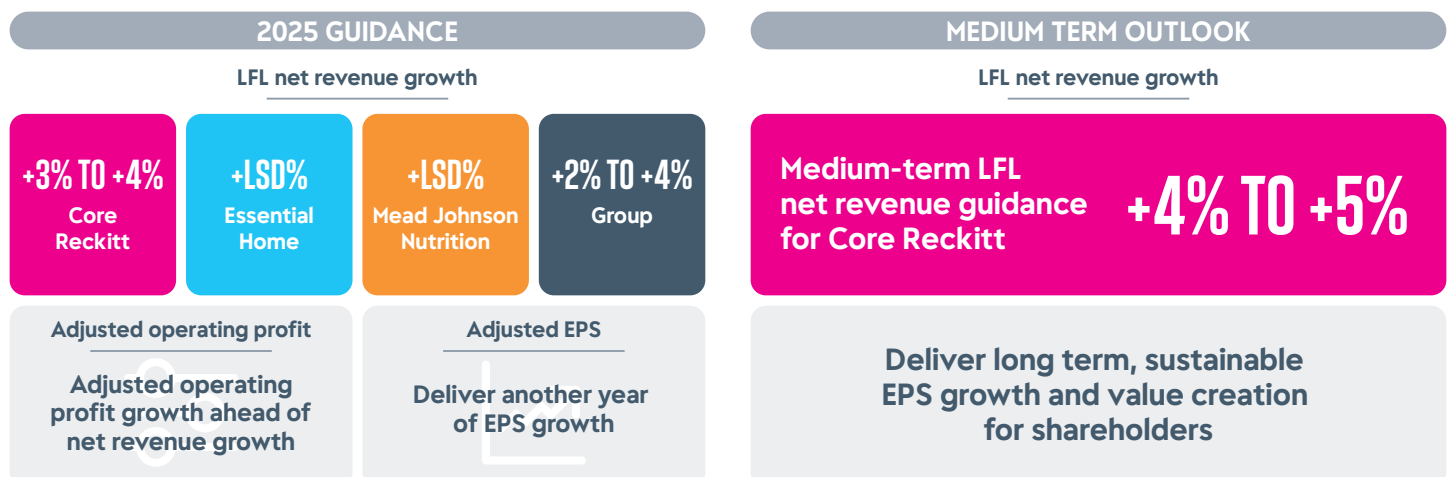 2025 GUIDANCE
LFL net revenue growth
+3% TO +4%
Core
Reckitt
+LSD%
Essential
Home
+LSD%
Mead Johnson
Nutrition
+2% TO +4%
Group
Adjusted operating profit
Adjusted operating
profit growth ahead of
net revenue growth
Adjusted EPS
Deliver another year
of EPS growth
MEDIUM TERM OUTLOOK
LFL net revenue growth
Medium-term LFL
net revenue guidance
for Core Reckitt
+4% TO +5%
Deliver long term, sustainable
EPS growth and value creation
for shareholders